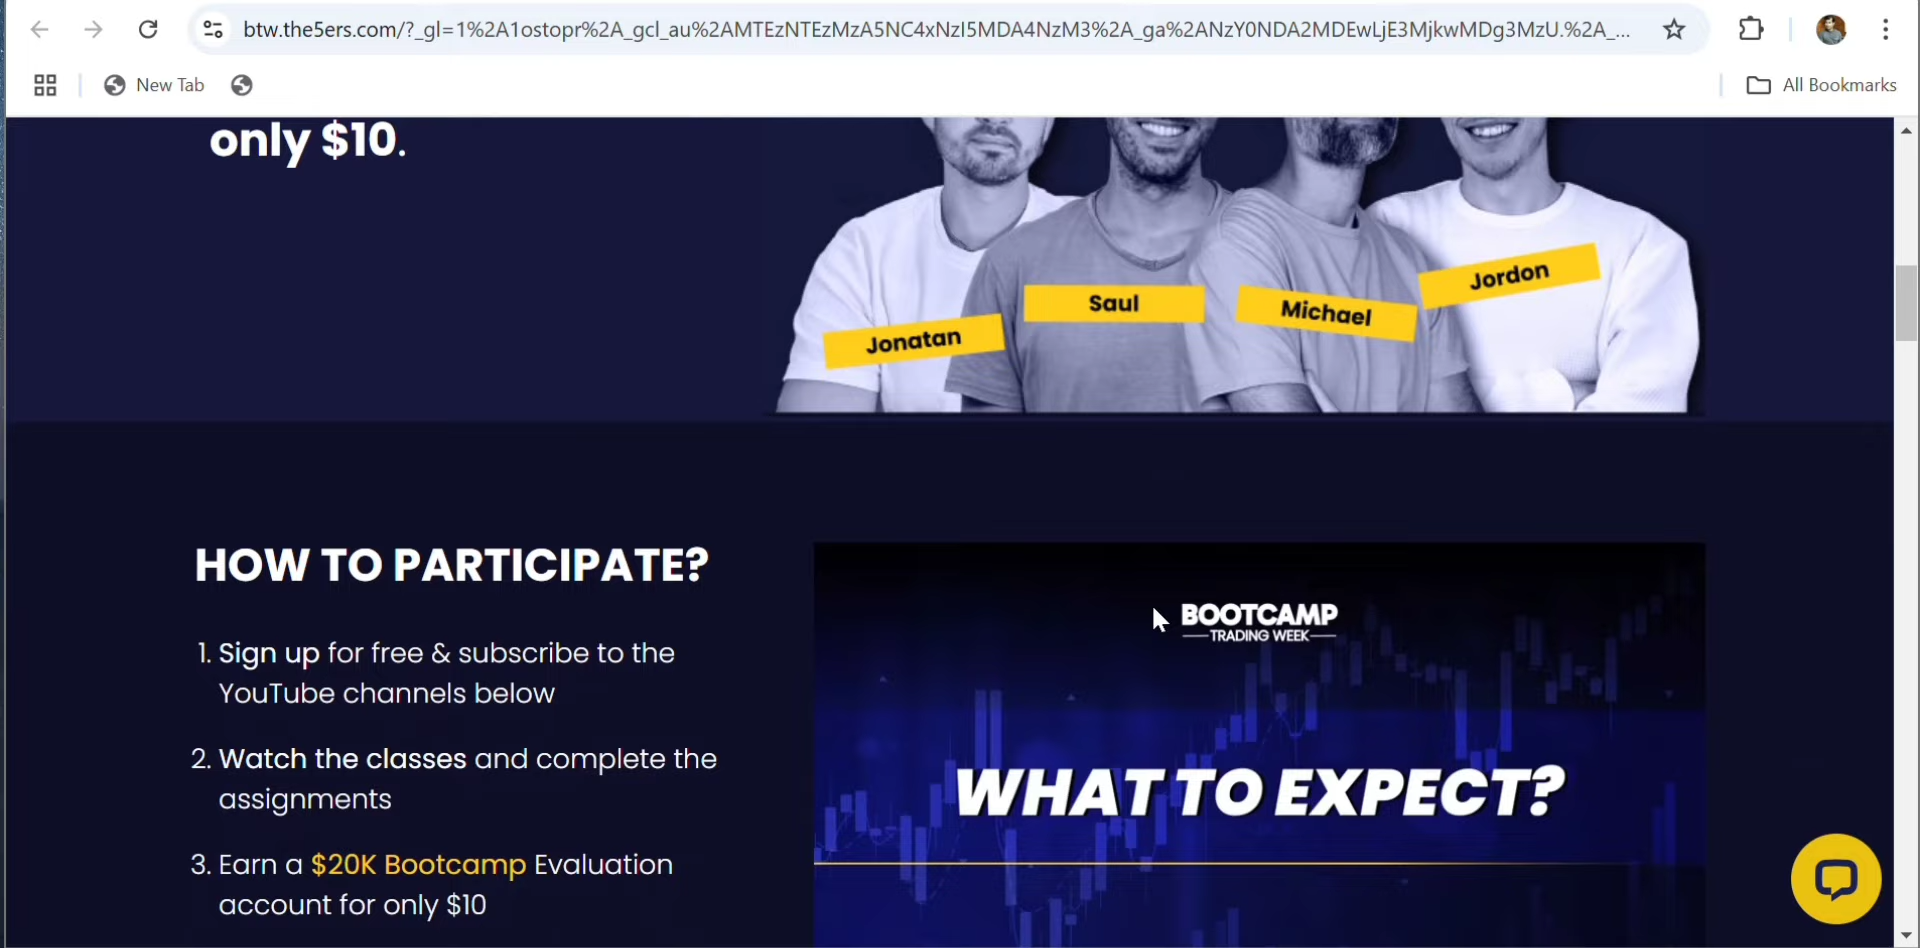 btw.the5ers.com/?_gl=1%2A1ostopr%2A_gcl_au%2AMTEzNTEzMzA5NC4xNzI5MDA4NzM3%2A_ga%2ANzY0NDA2MDEwLjE3MjkwMDg3MzU.%2A_...
New Tab
All Bookmarks
only $10.
Jonatan
Saul
Michael
Jordon
HOW TO PARTICIPATE?
1. Sign up for free & subscribe to the
YouTube channels below
2. Watch the classes and complete the
assignments
3. Earn a $20K Bootcamp Evaluation
account for only $10
BOOTCAMP
TRADING WEEK
WHAT TO EXPECT?